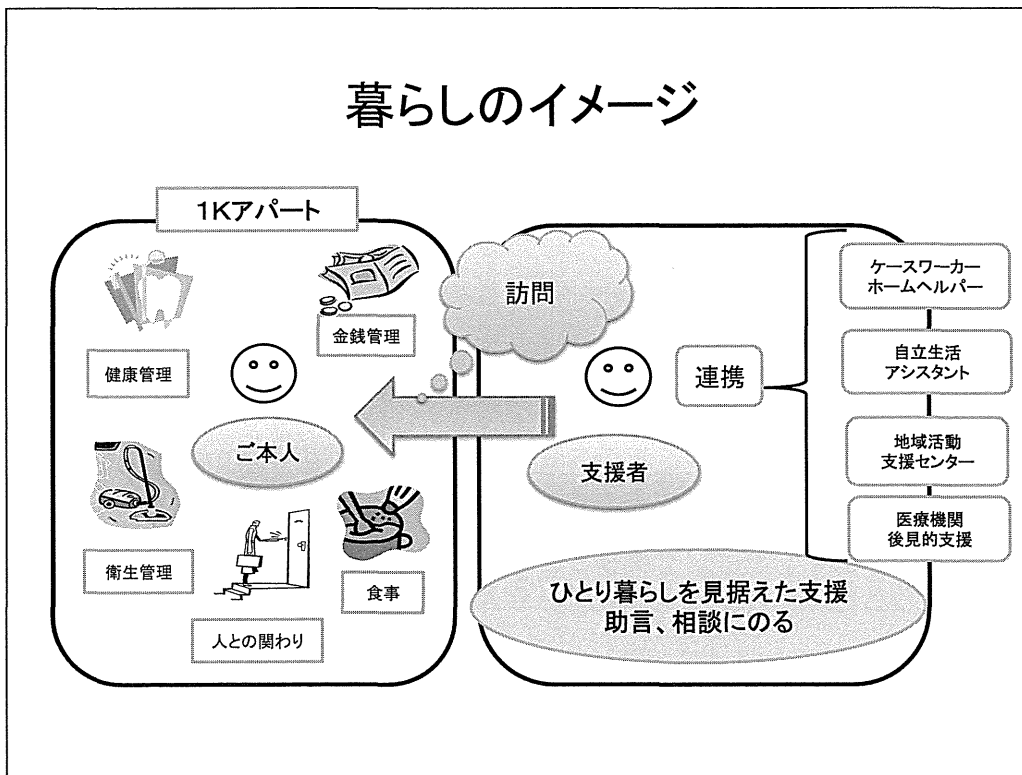 暮らしのイメージ
1Kアパート
健康管理
金銭管理
ご本人
衛生管理
人との関わり
食事
訪問
支援者
連携
ケースワーカー
ホームヘルパー
自立生活
アシスタント
地域活動
支援センター
医療機関
後見的支援
ひとり暮らしを見据えた支援
助言、相談にのる